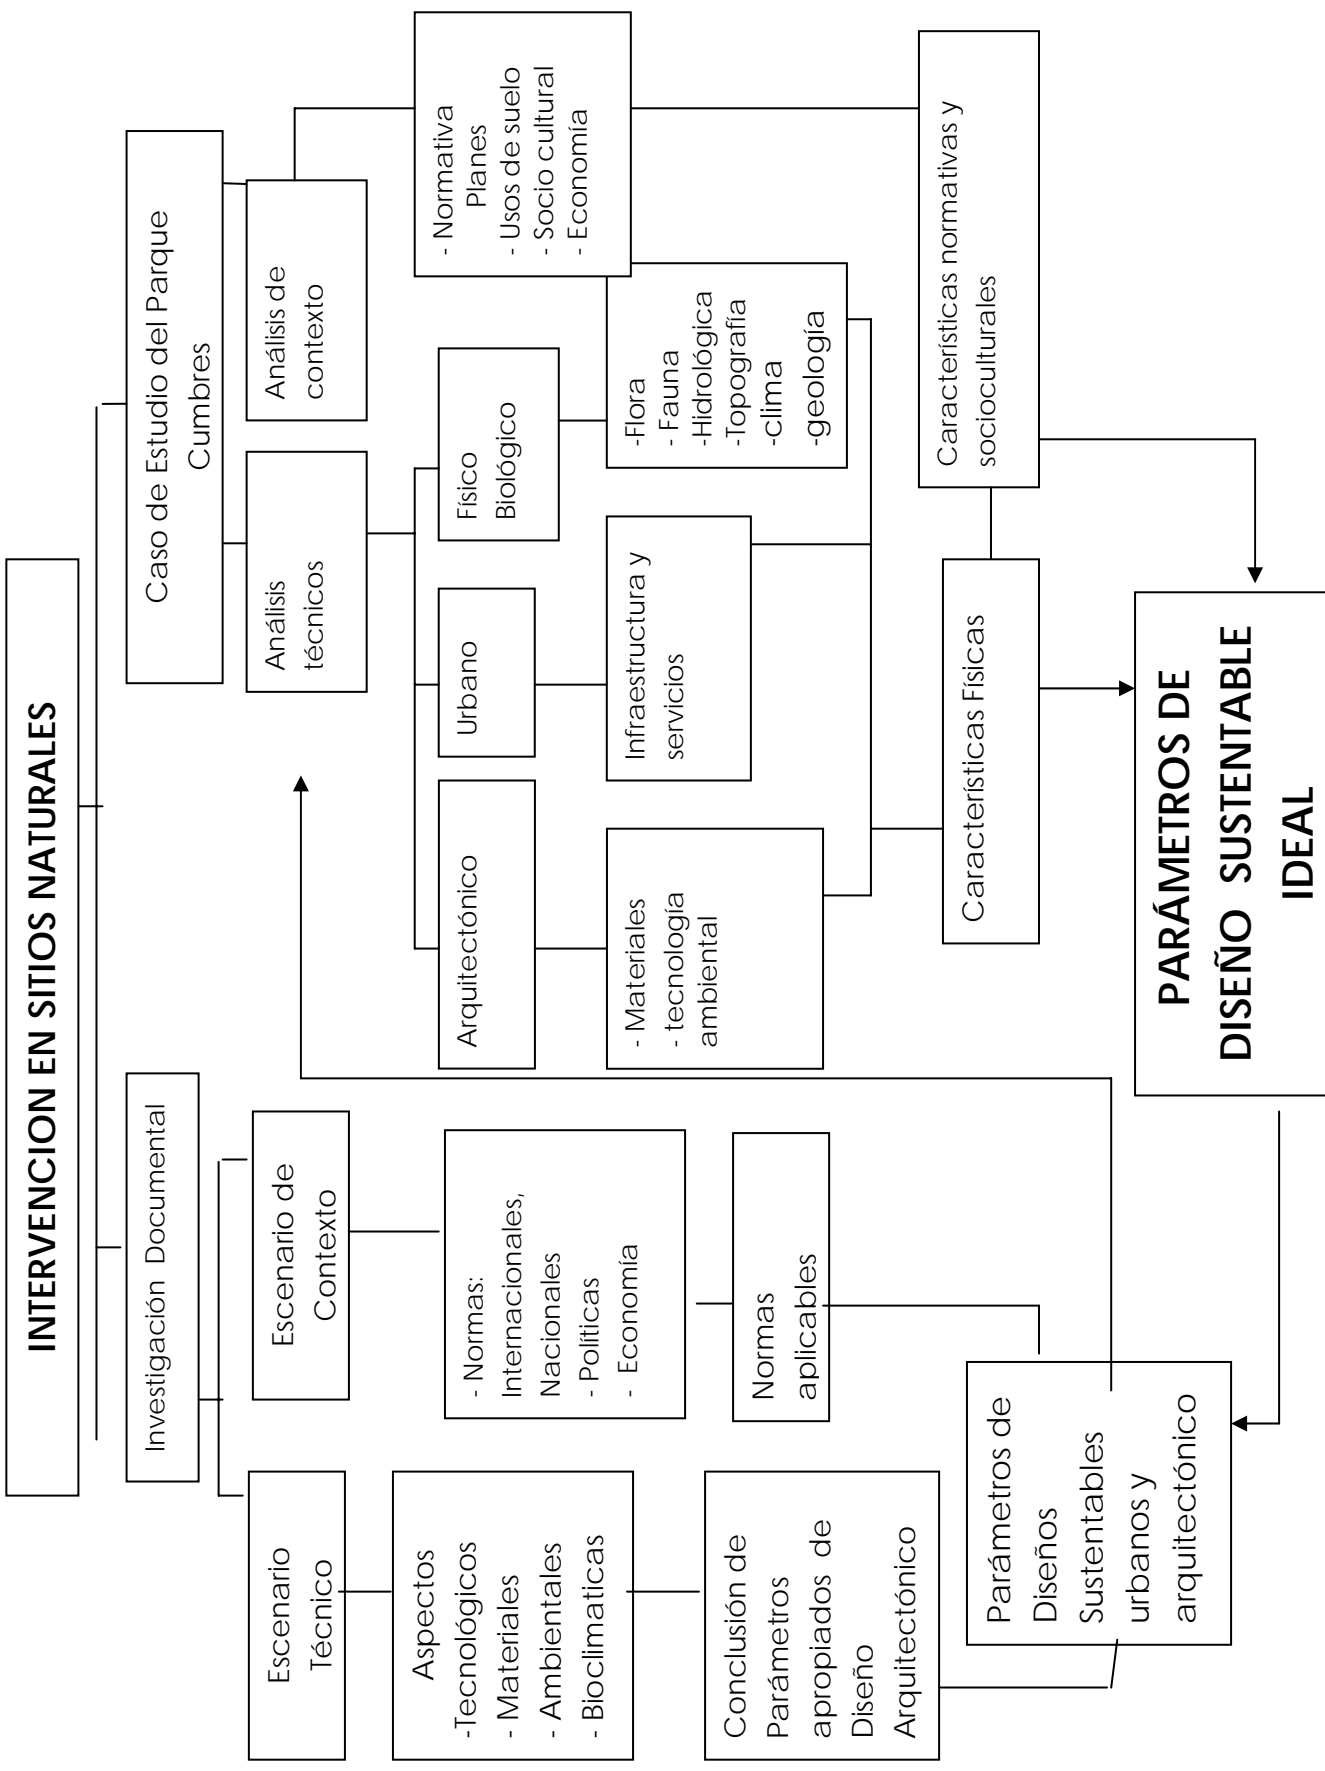 INTERVENCION EN SITIOS NATURALES
Investigación Documental
Caso de Estudio del Parque
Cumbres
Escenario
Técnico
Escenario de
Contexto
Análisis
técnicos
Análisis de
contexto
Aspectos
-Tecnológicos
- Materiales
- Ambientales
- Bioclimaticas
- Normas:
Internacionales,
Nacionales
- Políticas
- Economía
Arquitectónico
Urbano
Físico
Biológico
- Normativa
Planes
- Usos de suelo
- Socio cultural
- Economía
- Materiales
- tecnología
ambiental
Infraestructura y
servicios
-Flora
- Fauna
-Hidrológica
-Topografía
-clima
-geología
Conclusión de
Parámetros
apropiados de
Diseño
Arquitectónico
Normas
aplicables
Características Físicas
Características normativas y
socioculturales
Parámetros de
Diseños
Sustentables
urbanos y
arquitectónico
PARÁMETROS DE
DISEÑO SUSTENTABLE
IDEAL